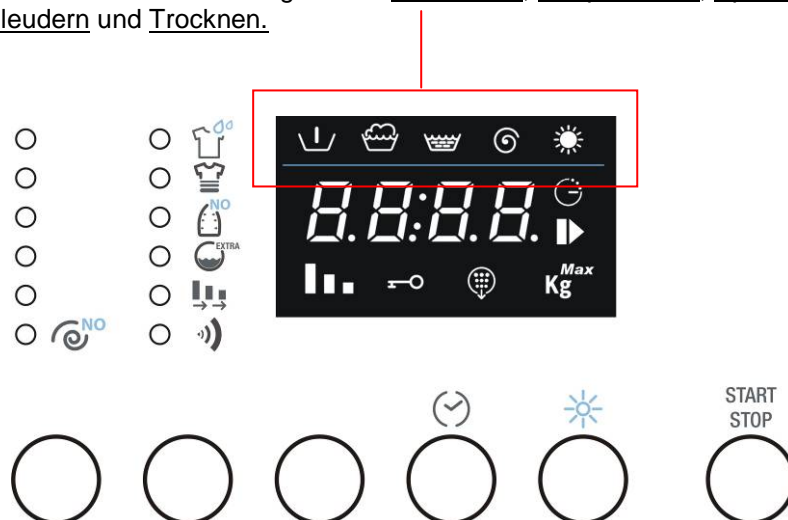 leudern und Trocknen.
NO
EXTRA
NO
8.8:8.8.
Max
Kg
START
STOP